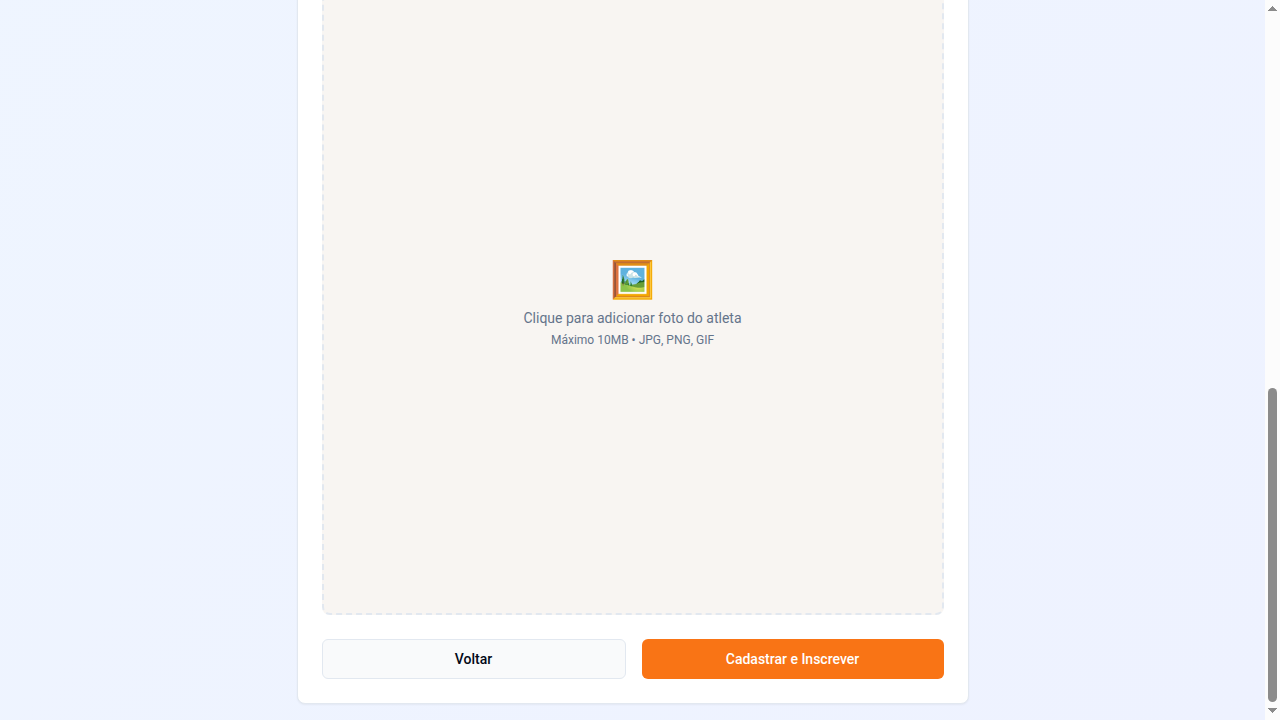 Clique para adicionar foto do atleta
Máximo 10MB • JPG, PNG, GIF
Voltar
Cadastrar e Inscrever